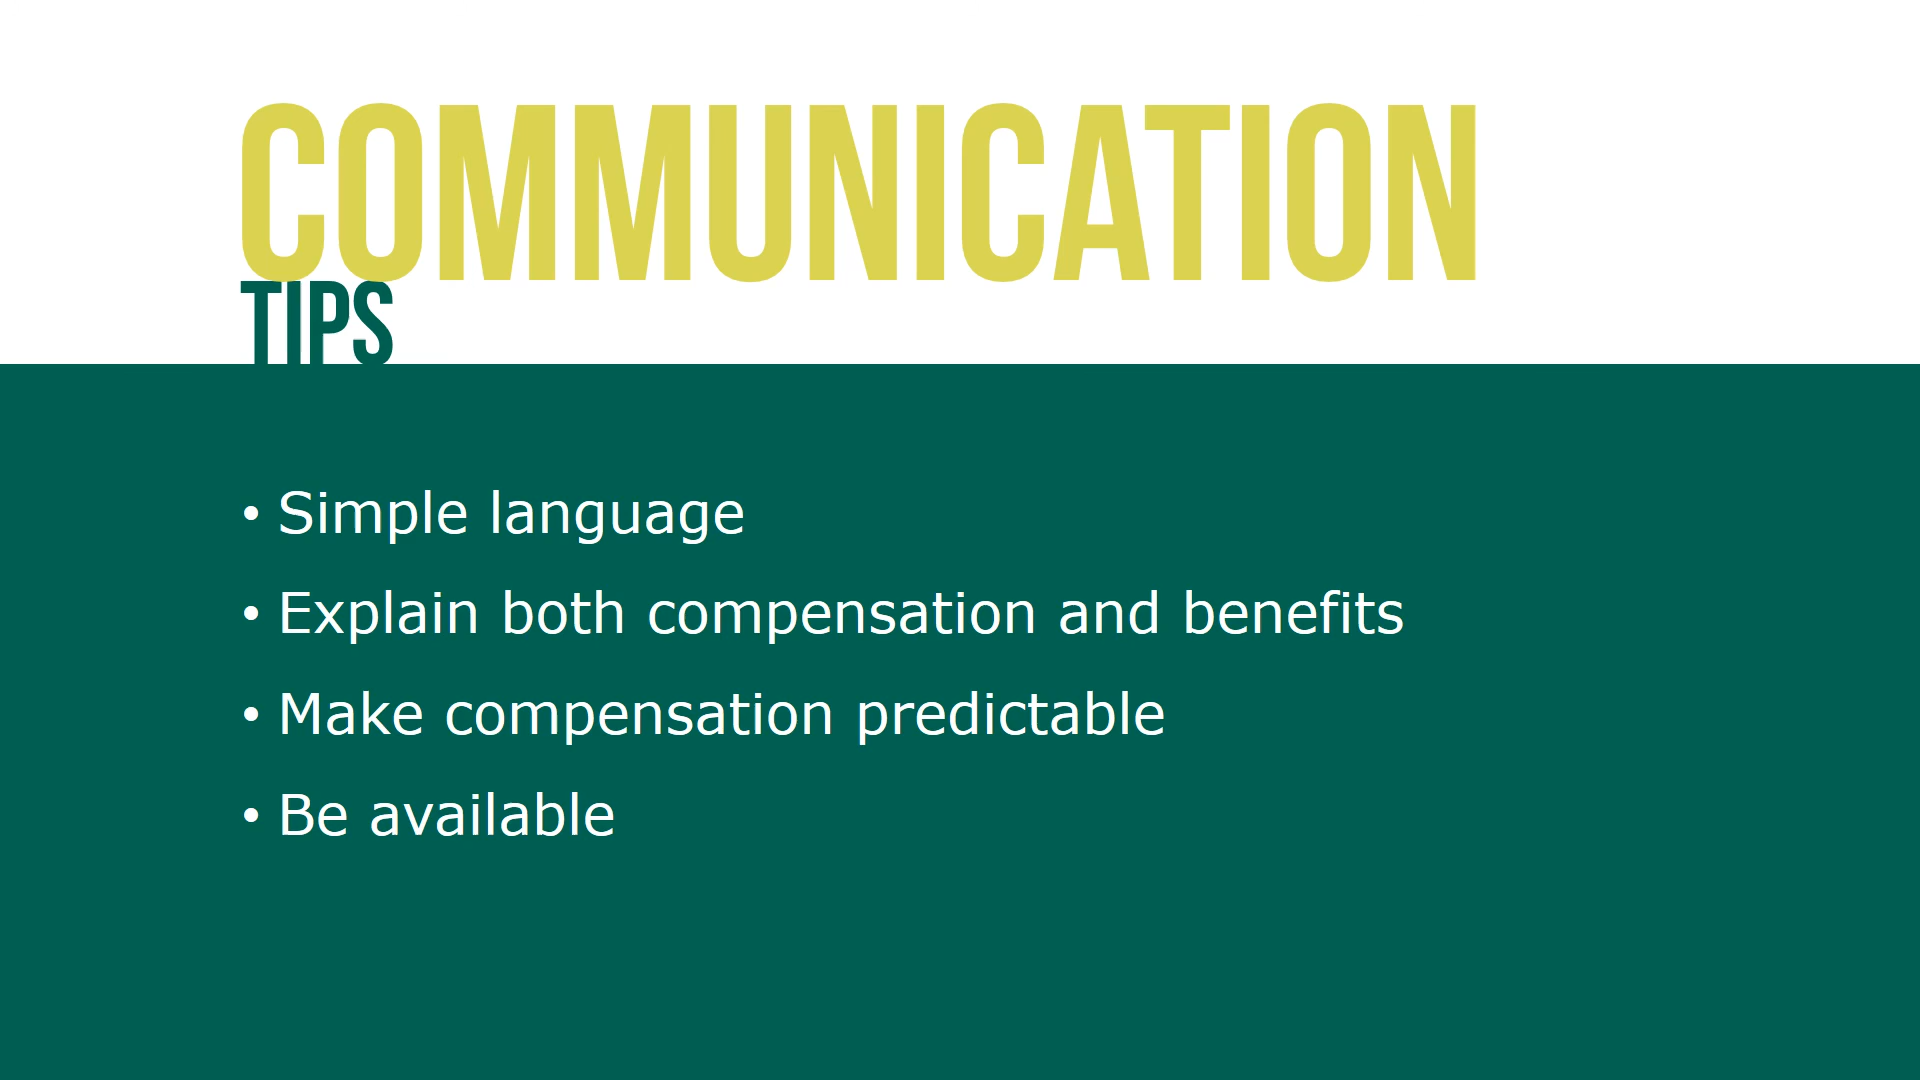 COMMUNICATION
TIPS
• Simple language
• Explain both compensation and benefits
• Make compensation predictable
• Be available